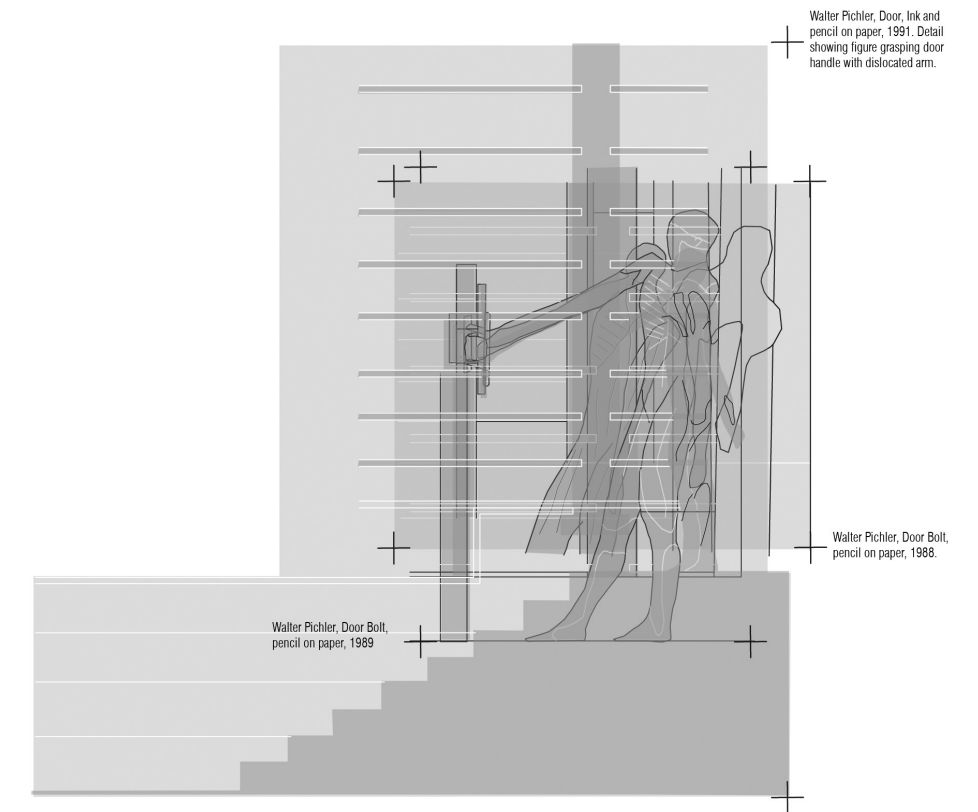 Walter Pichler, Door, Ink and
pencil on paper, 1991. Detail
showing figure grasping door
handle with dislocated arm.
Walter Pichler, Door Bolt,
pencil on paper, 1988.
Walter Pichler, Door Bolt,
pencil on paper, 1989